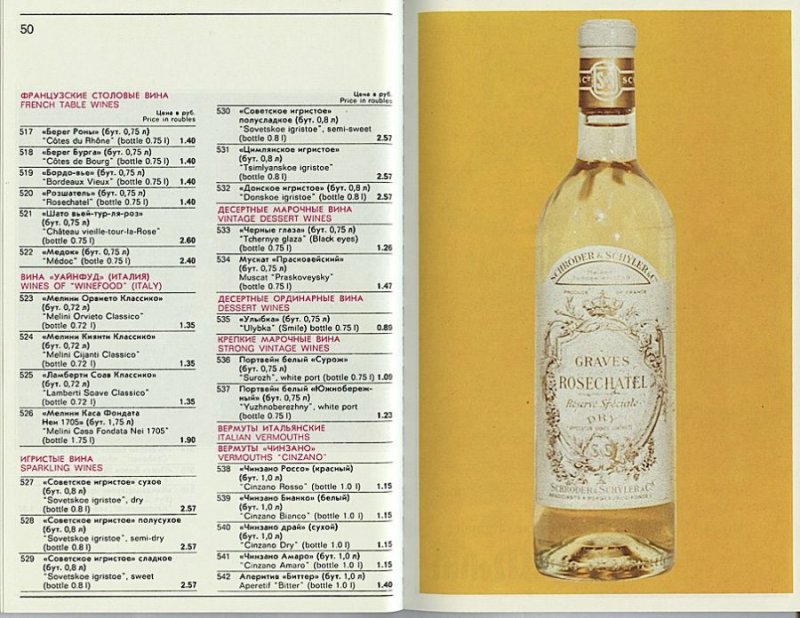 50
ФРАНЦУЗСКИЕ СТОЛОВЫЕ ВИНА
FRENCH TABLE WINES
Цена в руб.
Price in roubles
517 «Берег Роны» (бут. 0,75 л)
"Côtes du Rhône" (bottle 0.75 l) 1.40
518 «Берег Бурга» (бут. 0,75 л)
"Côtes de Bourg" (bottle 0.75 l) 1.40
519 «Бордо-вье» (бут. 0,75 л)
"Bordeaux Vieux" (bottle 0.75 l) 1.40
520 «Розшатель» (бут. 0,75 л)
"Rosechatel" (bottle 0.75 l) 1.40
521 «Шато вьей-тур-ля-роз»
(бут. 0,75 л)
"Château vieille-tour-la-Rose"
(bottle 0.75 l) 2.60
522 «Медок» (бут. 0,75 л)
"Médoc" (bottle 0.75 l) 2.40
ВИНА «УАЙНФУД» (ИТАЛИЯ)
WINES OF "WINEFOOD" (ITALY)
523 «Мелини Орвието Классико»
(бут. 0,72 л)
"Melini Orvieto Classico"
(bottle 0.72 l) 1.35
524 «Мелини Кианти Классико»
(бут. 0,72 л)
"Melini Cijanti Classico"
(bottle 0.72 l) 1.35
525 «Ламберти Соав Классико»
(бут. 0,72 л)
"Lamberti Soave Classico"
(bottle 0.72 l) 1.35
526 «Мелини Каса Фондата
Неи 1705» (бут. 1,75 л)
"Melini Casa Fondata Nei 1705"
(bottle 1.75 l) 1.90
ИГРИСТЫЕ ВИНА
SPARKLING WINES
527 «Советское игристое» сухое
(бут. 0,8 л)
"Sovetskoe igristoe", dry
(bottle 0.8 l) 2.57
528 «Советское игристое» полусухое
(бут. 0,8 л)
"Sovetskoe igristoe", semi-dry
(bottle 0.8 l) 2.57
529 «Советское игристое» сладкое
(бут. 0,8 л)
"Sovetskoe igristoe", sweet
(bottle 0.8 l) 2.57
Цена в руб.
Price in roubles
530 «Советское игристое»
полусладкое (бут. 0,8 л)
"Sovetskoe igristoe", semi-sweet
(bottle 0.8 l) 2.57
531 «Цимлянское игристое»
(бут. 0,8 л)
"Tsimlyanskoe igristoe"
(bottle 0.8 l) 2.57
532 «Донское игристое» (бут. 0,8 л)
"Donskoe igristoe" (bottle 0.8 l) 2.57
ДЕСЕРТНЫЕ МАРОЧНЫЕ ВИНА
VINTAGE DESSERT WINES
533 «Черные глаза» (бут. 0,75 л)
"Tchernye glaza" (Black eyes)
(bottle 0.75 l) 1.26
534 Мускат «Прасковейский»
(бут. 0,75 л)
Muscat "Praskoveysky"
(bottle 0.75 l) 1.47
ДЕСЕРТНЫЕ ОРДИНАРНЫЕ ВИНА
DESSERT WINES
535 «Улыбка» (бут. 0,75 л)
"Ulybka" (Smile) bottle 0.75 l) 0.89
КРЕПКИЕ МАРОЧНЫЕ ВИНА
STRONG VINTAGE WINES
536 Портвейн белый «Сурож»
(бут. 0,75 л)
"Surozh", white port (bottle 0.75 l) 1.09
537 Портвейн белый «Южнобереж-
ный» (бут. 0,75 л)
"Yuzhnoberezhny", white port
(bottle 0.75 l) 1.23
ВЕРМУТЫ ИТАЛЬЯНСКИЕ
ITALIAN VERMOUTHS
ВЕРМУТЫ «ЧИНЗАНО»
VERMOUTHS "CINZANO"
538 «Чинзано Россо» (красный)
(бут. 1,0 л)
"Cinzano Rosso" (bottle 1.0 l) 1.15
539 «Чинзано Бианко» (белый)
(бут. 1,0 л)
"Cinzano Bianco" (bottle 1.0 l) 1.15
540 «Чинзано драй» (сухой)
(бут. 1,0 л)
"Cinzano Dry" (bottle 1.0 l) 1.15
541 «Чинзано Амаро» (бут. 1,0 л)
"Cinzano Amaro" (bottle 1.0 l) 1.15
542 Аперитив «Биттер» (бут. 1,0 л)
Aperetif "Bitter" (bottle 1.0 l) 1.40
SCHRODER & SCHYLER & Co
PRODUCE OF FRANCE
GRAVES
ROSECHATEL
Réserve Spéciale
SCHRODER & SCHYLER & Co